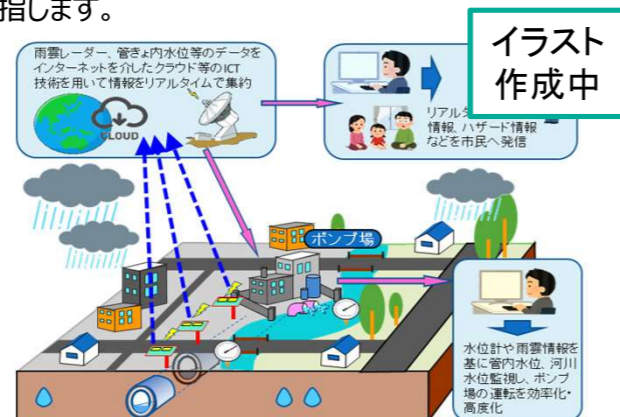 指します。
イラスト
作成中
雨雲レーダー、管きょ内水位等のデータを
インターネットを介したクラウド等のICT
技術を用いて情報をリアルタイムで集約
CLOUD
リアルタ
情報、ハザード情報
などを市民へ発信
ポンプ場
水位計や雨雲情報を
基に管内水位、河川
水位監視し、ポンプ
場の運転を効率化・
高度化